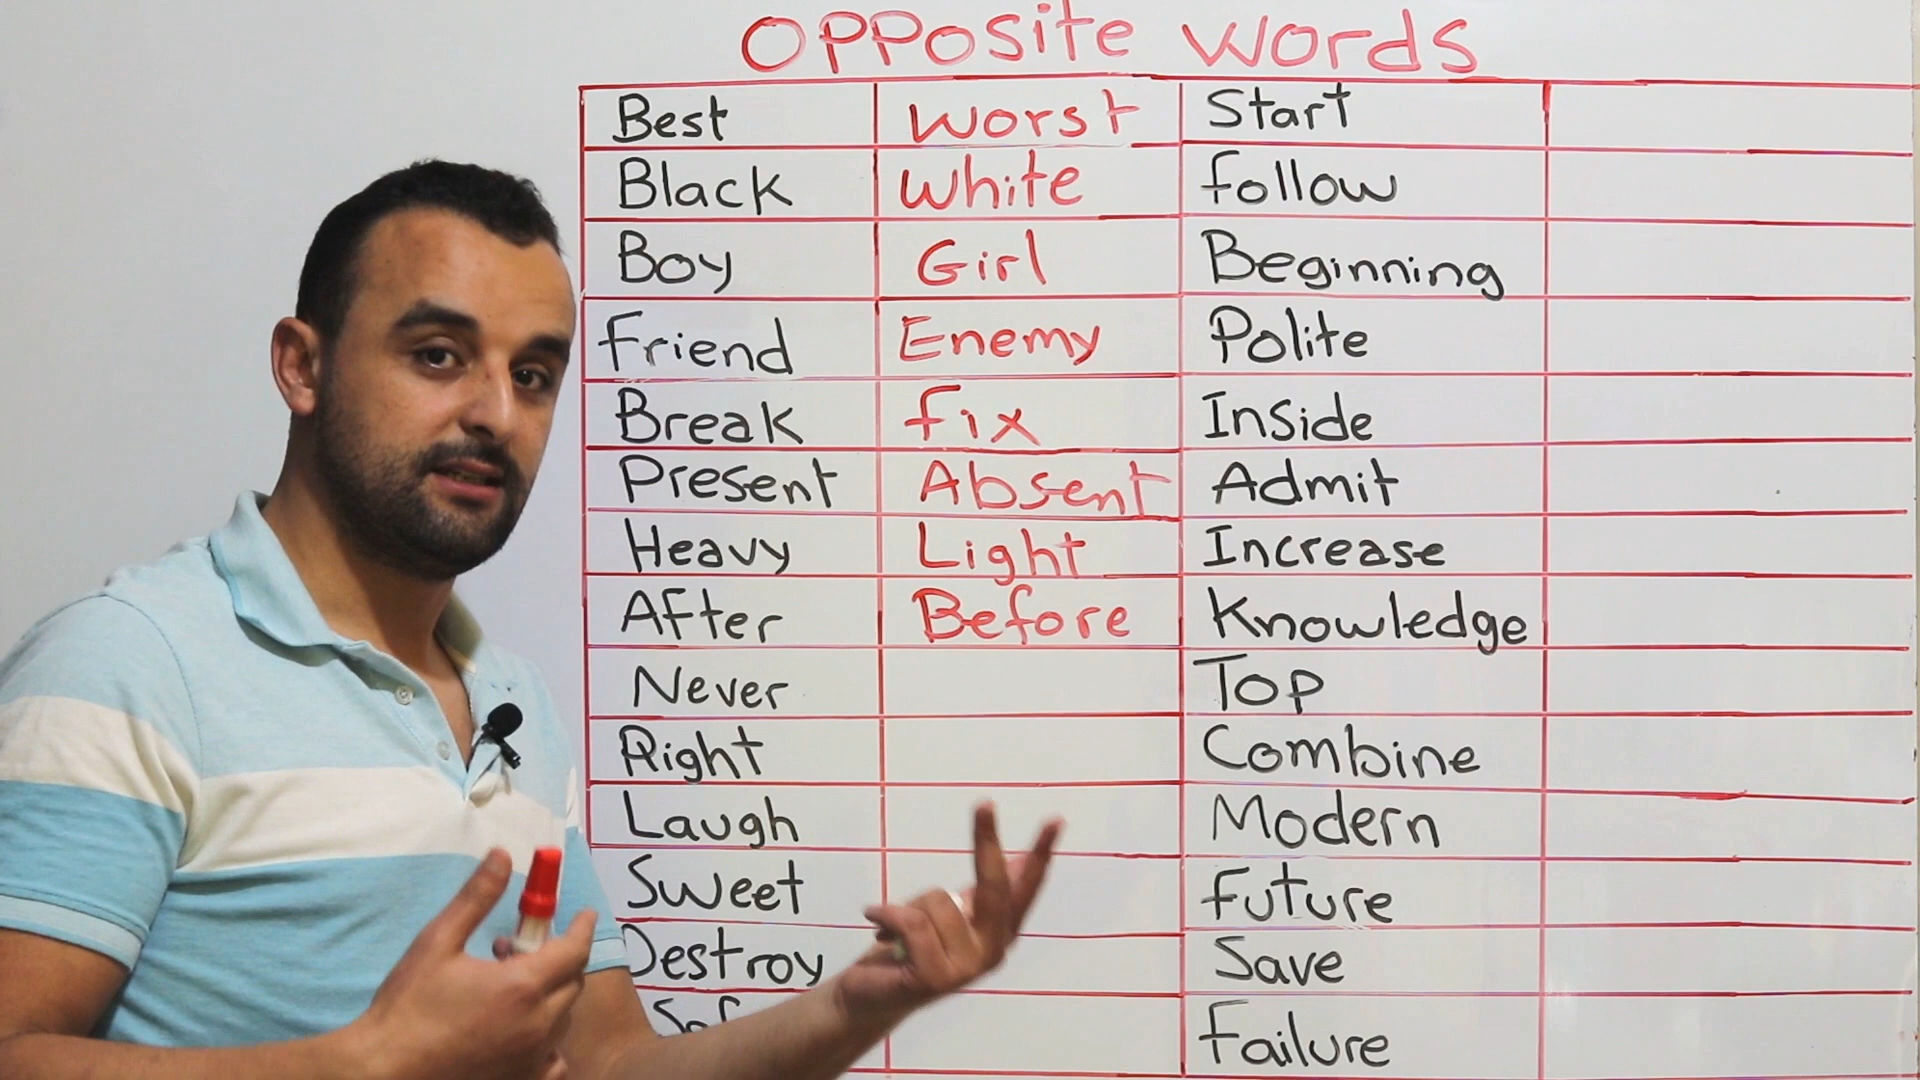 OPPosite Words
Best Worst Start
Black White follow
Boy Girl Beginning
friend Enemy Polite
Break fix Inside
Present Absent Admit
Heavy Light Increase
After Before Knowledge
Never Top
Right Combine
Laugh Modern
Sweet future
Destroy Save
failure